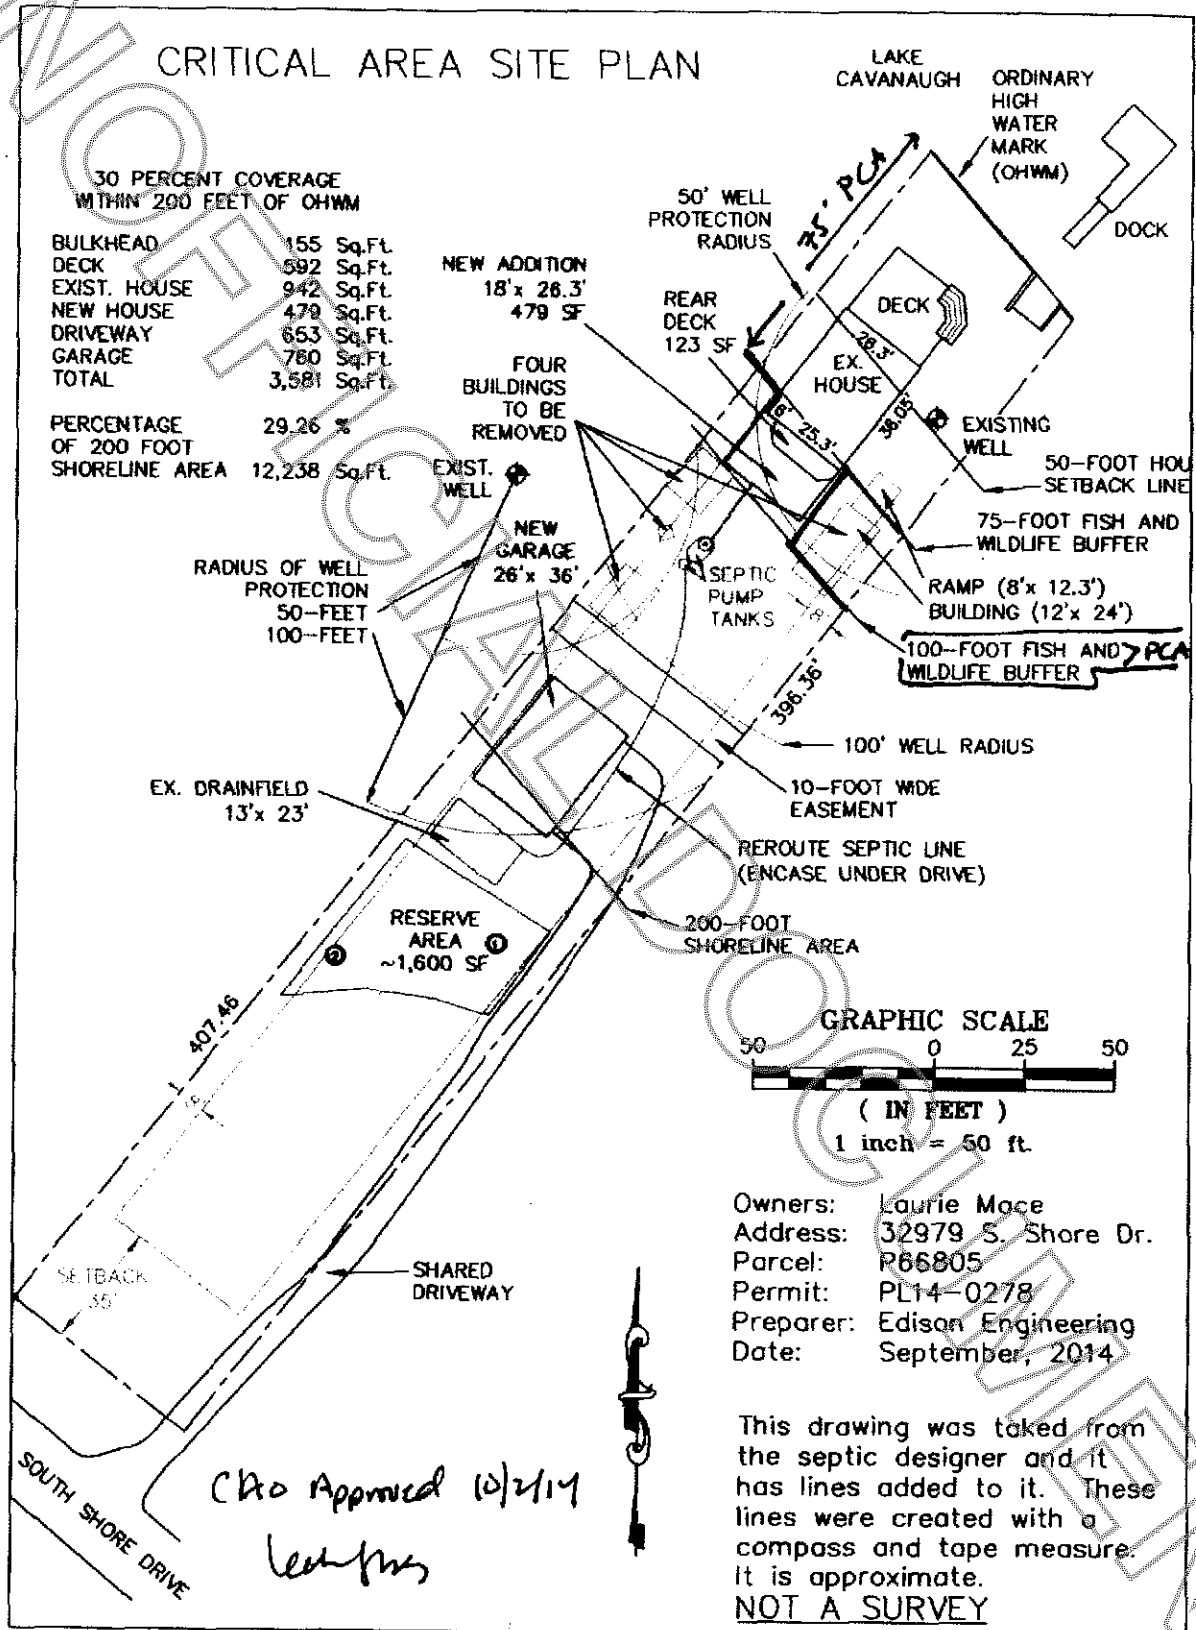 CRITICAL AREA SITE PLAN
LAKE
CAVANAUGH
ORDINARY
HIGH
WATER
MARK
(OHWM)
DOCK
30 PERCENT COVERAGE
WITHIN 200 FEET OF OHWM
BULKHEAD 155 Sq.Ft.
DECK 592 Sq.Ft.
EXIST. HOUSE 942 Sq.Ft.
NEW HOUSE 479 Sq.Ft.
DRIVEWAY 653 Sq.Ft.
GARAGE 760 Sq.Ft.
TOTAL 3,581 Sq.Ft.
PERCENTAGE 29.26 %
OF 200 FOOT
SHORELINE AREA 12,238 Sq.Ft.
50' WELL
PROTECTION
RADIUS
75' PCA
NEW ADDITION
18'x 26.3'
479 SF
REAR
DECK
123 SF
DECK
26.3'
EX.
HOUSE
25.3'
36.05'
FOUR
BUILDINGS
TO BE
REMOVED
EXISTING
WELL
50-FOOT HOU
SETBACK LINE
75-FOOT FISH AND
WILDLIFE BUFFER
RAMP (8'x 12.3')
BUILDING (12'x 24')
100-FOOT FISH AND > PCA
WILDLIFE BUFFER
EXIST.
WELL
NEW
GARAGE
26'x 36'
SEPTIC
PUMP
TANKS
8'
RADIUS OF WELL
PROTECTION
50-FEET
100-FEET
396.36'
100' WELL RADIUS
10-FOOT WIDE
EASEMENT
EX. DRAINFIELD
13'x 23'
REROUTE SEPTIC LINE
(ENCASE UNDER DRIVE)
200-FOOT
SHORELINE AREA
RESERVE
AREA
~1,600 SF
1
2
407.46
8'
GRAPHIC SCALE
50 0 25 50
( IN FEET )
1 inch = 50 ft.
SETBACK
35'
SHARED
DRIVEWAY
SOUTH SHORE DRIVE
Owners: Laurie Mace
Address: 32979 S. Shore Dr.
Parcel: P66805
Permit: PL14-0278
Preparer: Edison Engineering
Date: September, 2014
CAO Approved 10/2/14
This drawing was taked from
the septic designer and it
has lines added to it. These
lines were created with a
compass and tape measure.
It is approximate.
NOT A SURVEY
UNOFFICIAL DOCUMENT